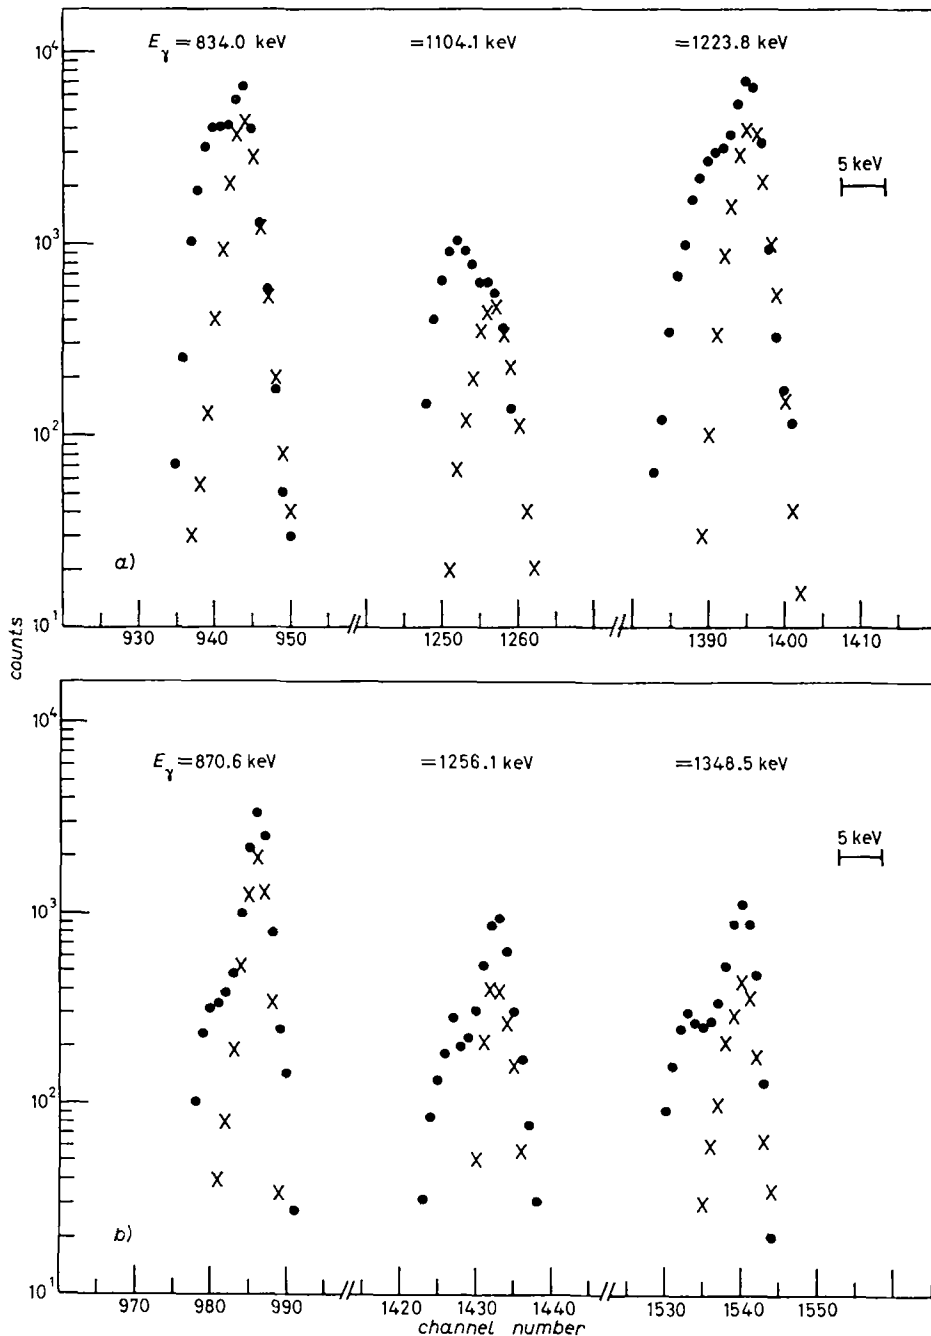 E_γ = 834.0 keV = 1104.1 keV = 1223.8 keV
10⁴
5 keV
10³
10²
a)
10¹
930 940 950 1250 1260 1390 1400 1410
counts
10⁴
E_γ = 870.6 keV = 1256.1 keV = 1348.5 keV
5 keV
10³
10²
b)
10¹
970 980 990 1420 1430 1440 1530 1540 1550
channel number